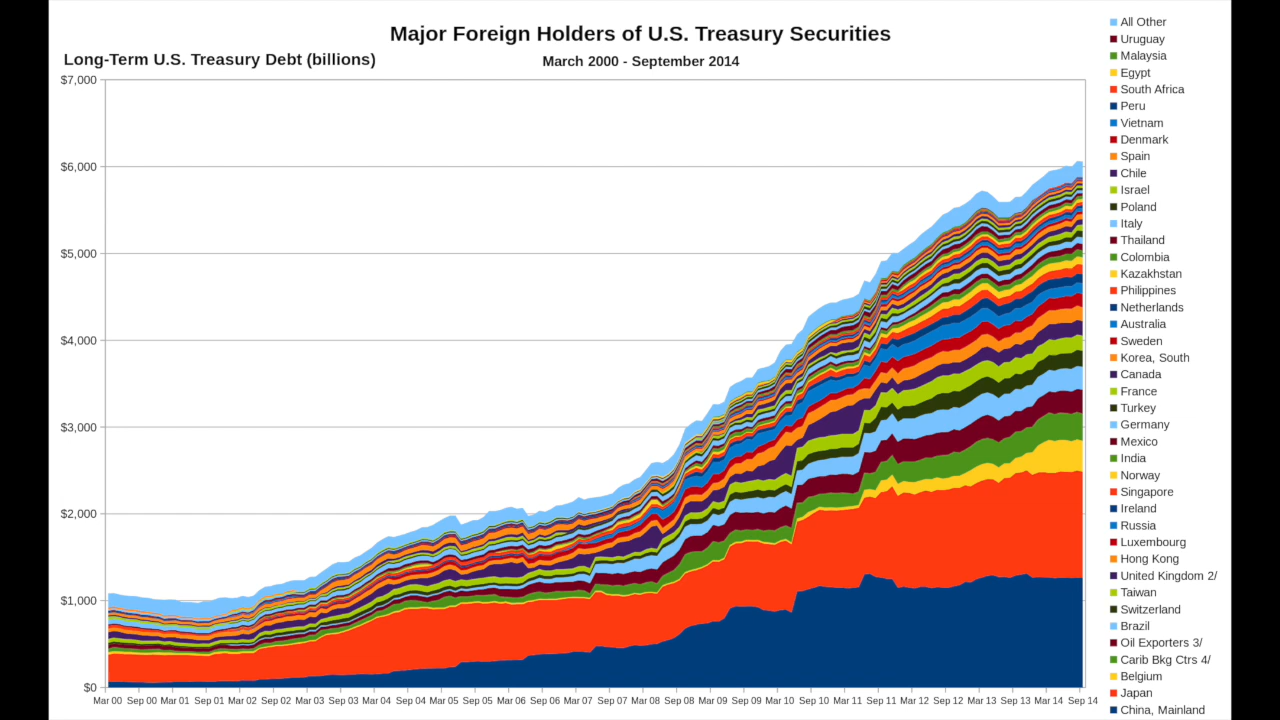 Major Foreign Holders of U.S. Treasury Securities
Long-Term U.S. Treasury Debt (billions)
March 2000 - September 2014
$7,000
$6,000
$5,000
$4,000
$3,000
$2,000
$1,000
$0
Mar 00 Sep 00 Mar 01 Sep 01 Mar 02 Sep 02 Mar 03 Sep 03 Mar 04 Sep 04 Mar 05 Sep 05 Mar 06 Sep 06 Mar 07 Sep 07 Mar 08 Sep 08 Mar 09 Sep 09 Mar 10 Sep 10 Mar 11 Sep 11 Mar 12 Sep 12 Mar 13 Sep 13 Mar 14 Sep 14
All Other
Uruguay
Malaysia
Egypt
South Africa
Peru
Vietnam
Denmark
Spain
Chile
Israel
Poland
Italy
Thailand
Colombia
Kazakhstan
Philippines
Netherlands
Australia
Sweden
Korea, South
Canada
France
Turkey
Germany
Mexico
India
Norway
Singapore
Ireland
Russia
Luxembourg
Hong Kong
United Kingdom 2/
Taiwan
Switzerland
Brazil
Oil Exporters 3/
Carib Bkg Ctrs 4/
Belgium
Japan
China, Mainland